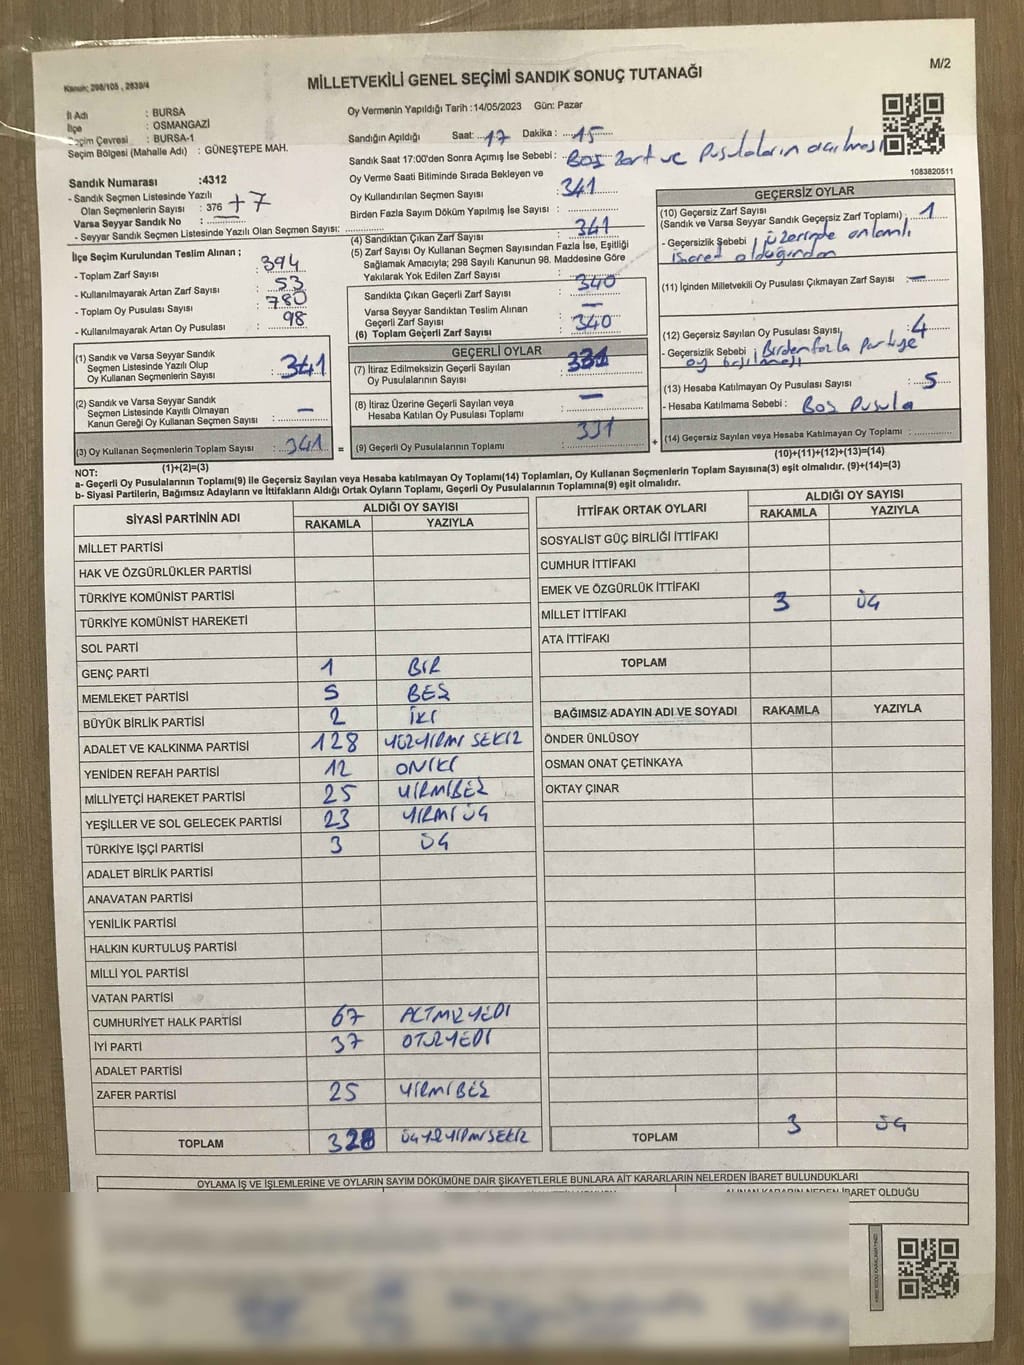 Kanun: 298/105 , 2839/4
MİLLETVEKİLİ GENEL SEÇİMİ SANDIK SONUÇ TUTANAĞI
M/2
İl Adı : BURSA
İlçe : OSMANGAZİ
Seçim Çevresi : BURSA-1
Seçim Bölgesi (Mahalle Adı) : GÜNEŞTEPE MAH.
Sandık Numarası :4312
- Sandık Seçmen Listesinde Yazılı
Olan Seçmenlerin Sayısı : 376 +7
Varsa Seyyar Sandık No :
- Seyyar Sandık Seçmen Listesinde Yazılı Olan Seçmen Sayısı:
İlçe Seçim Kurulundan Teslim Alınan ;
- Toplam Zarf Sayısı : 394
- Kullanılmayarak Artan Zarf Sayısı : 53
- Toplam Oy Pusulası Sayısı : 780
- Kullanılmayarak Artan Oy Pusulası : 98
Oy Vermenin Yapıldığı Tarih :14/05/2023 Gün: Pazar
Sandığın Açıldığı Saat: 17 Dakika : 15
Sandık Saat 17:00'den Sonra Açımış İse Sebebi : Boş zarf ve pusulaların açılması
Oy Verme Saati Bitiminde Sırada Bekleyen ve
Oy Kullandırılan Seçmen Sayısı : 341
Birden Fazla Sayım Döküm Yapılmış İse Sayısı :
(4) Sandıktan Çıkan Zarf Sayısı : 341
(5) Zarf Sayısı Oy Kullanan Seçmen Sayısından Fazla İse, Eşitliği
Sağlamak Amacıyla; 298 Sayılı Kanunun 98. Maddesine Göre
Yakılarak Yok Edilen Zarf Sayısı :
Sandıkta Çıkan Geçerli Zarf Sayısı : 340
Varsa Seyyar Sandıktan Teslim Alınan
Geçerli Zarf Sayısı : —
(6) Toplam Geçerli Zarf Sayısı : 340
1083820511
GEÇERSİZ OYLAR
(10) Geçersiz Zarf Sayısı
(Sandık ve Varsa Seyyar Sandık Geçersiz Zarf Toplamı) : 1
- Geçersizlik Sebebi : üzerinde anlamlı
işaret olduğundan
(11) İçinden Milletvekili Oy Pusulası Çıkmayan Zarf Sayısı : —
(12) Geçersiz Sayılan Oy Pusulası Sayısı : 4
- Geçersizlik Sebebi : Birden fazla partiye
(13) Hesaba Katılmayan Oy Pusulası Sayısı : 5
- Hesaba Katılmama Sebebi : Boş Pusula
(14) Geçersiz Sayılan veya Hesaba Katılmayan Oy Toplamı :
(10)+(11)+(12)+(13)=(14)
(1) Sandık ve Varsa Seyyar Sandık
Seçmen Listesinde Yazılı Olup
Oy Kullanan Seçmenlerin Sayısı : 341
(2) Sandık ve Varsa Seyyar Sandık
Seçmen Listesinde Kayıtlı Olmayan
Kanun Gereği Oy Kullanan Seçmen Sayısı : —
(3) Oy Kullanan Seçmenlerin Toplam Sayısı : 341 =
(1)+(2)=(3)
GEÇERLİ OYLAR
(7) İtiraz Edilmeksizin Geçerli Sayılan
Oy Pusulalarının Sayısı : 331
(8) İtiraz Üzerine Geçerli Sayılan veya
Hesaba Katılan Oy Pusulası Toplamı : —
(9) Geçerli Oy Pusulalarının Toplamı : 331 +
NOT:
a- Geçerli Oy Pusulalarının Toplamı(9) ile Geçersiz Sayılan veya Hesaba katılmayan Oy Toplamı(14) Toplamları, Oy Kullanan Seçmenlerin Toplam Sayısına(3) eşit olmalıdır. (9)+(14)=(3)
b- Siyasi Partilerin, Bağımsız Adayların ve İttifakların Aldığı Ortak Oyların Toplamı, Geçerli Oy Pusulalarının Toplamına(9) eşit olmalıdır.
SİYASİ PARTİNİN ADI ALDIĞI OY SAYISI
RAKAMLA YAZIYLA
MİLLET PARTİSİ
HAK VE ÖZGÜRLÜKLER PARTİSİ
TÜRKİYE KOMÜNİST PARTİSİ
TÜRKİYE KOMÜNİST HAREKETİ
SOL PARTİ
GENÇ PARTİ 1 BİR
MEMLEKET PARTİSİ 5 BEŞ
BÜYÜK BİRLİK PARTİSİ 2 İKİ
ADALET VE KALKINMA PARTİSİ 128 YÜZYİRMİ SEKİZ
YENİDEN REFAH PARTİSİ 12 ONİKİ
MİLLİYETÇİ HAREKET PARTİSİ 25 YİRMİBEŞ
YEŞİLLER VE SOL GELECEK PARTİSİ 23 YİRMİ ÜÇ
TÜRKİYE İŞÇİ PARTİSİ 3 ÜÇ
ADALET BİRLİK PARTİSİ
ANAVATAN PARTİSİ
YENİLİK PARTİSİ
HALKIN KURTULUŞ PARTİSİ
MİLLİ YOL PARTİSİ
VATAN PARTİSİ
CUMHURİYET HALK PARTİSİ 67 ALTMIŞYEDİ
İYİ PARTİ 37 OTUZYEDİ
ADALET PARTİSİ
ZAFER PARTİSİ 25 YİRMİBEŞ
TOPLAM 328 ÜÇYÜZYİRMİSEKİZ
İTTİFAK ORTAK OYLARI ALDIĞI OY SAYISI
RAKAMLA YAZIYLA
SOSYALİST GÜÇ BİRLİĞİ İTTİFAKI
CUMHUR İTTİFAKI
EMEK VE ÖZGÜRLÜK İTTİFAKI
MİLLET İTTİFAKI 3 ÜÇ
ATA İTTİFAKI
TOPLAM
BAĞIMSIZ ADAYIN ADI VE SOYADI RAKAMLA YAZIYLA
ÖNDER ÜNLÜSOY
OSMAN ONAT ÇETİNKAYA
OKTAY ÇINAR
TOPLAM 3 ÜÇ
OYLAMA İŞ VE İŞLEMLERİNE VE OYLARIN SAYIM DÖKÜMÜNE DAİR ŞİKAYETLERLE BUNLARA AİT KARARLARIN NELERDEN İBARET BULUNDUKLARI
ALINAN KARARIN NEDEN İBARET OLDUĞU